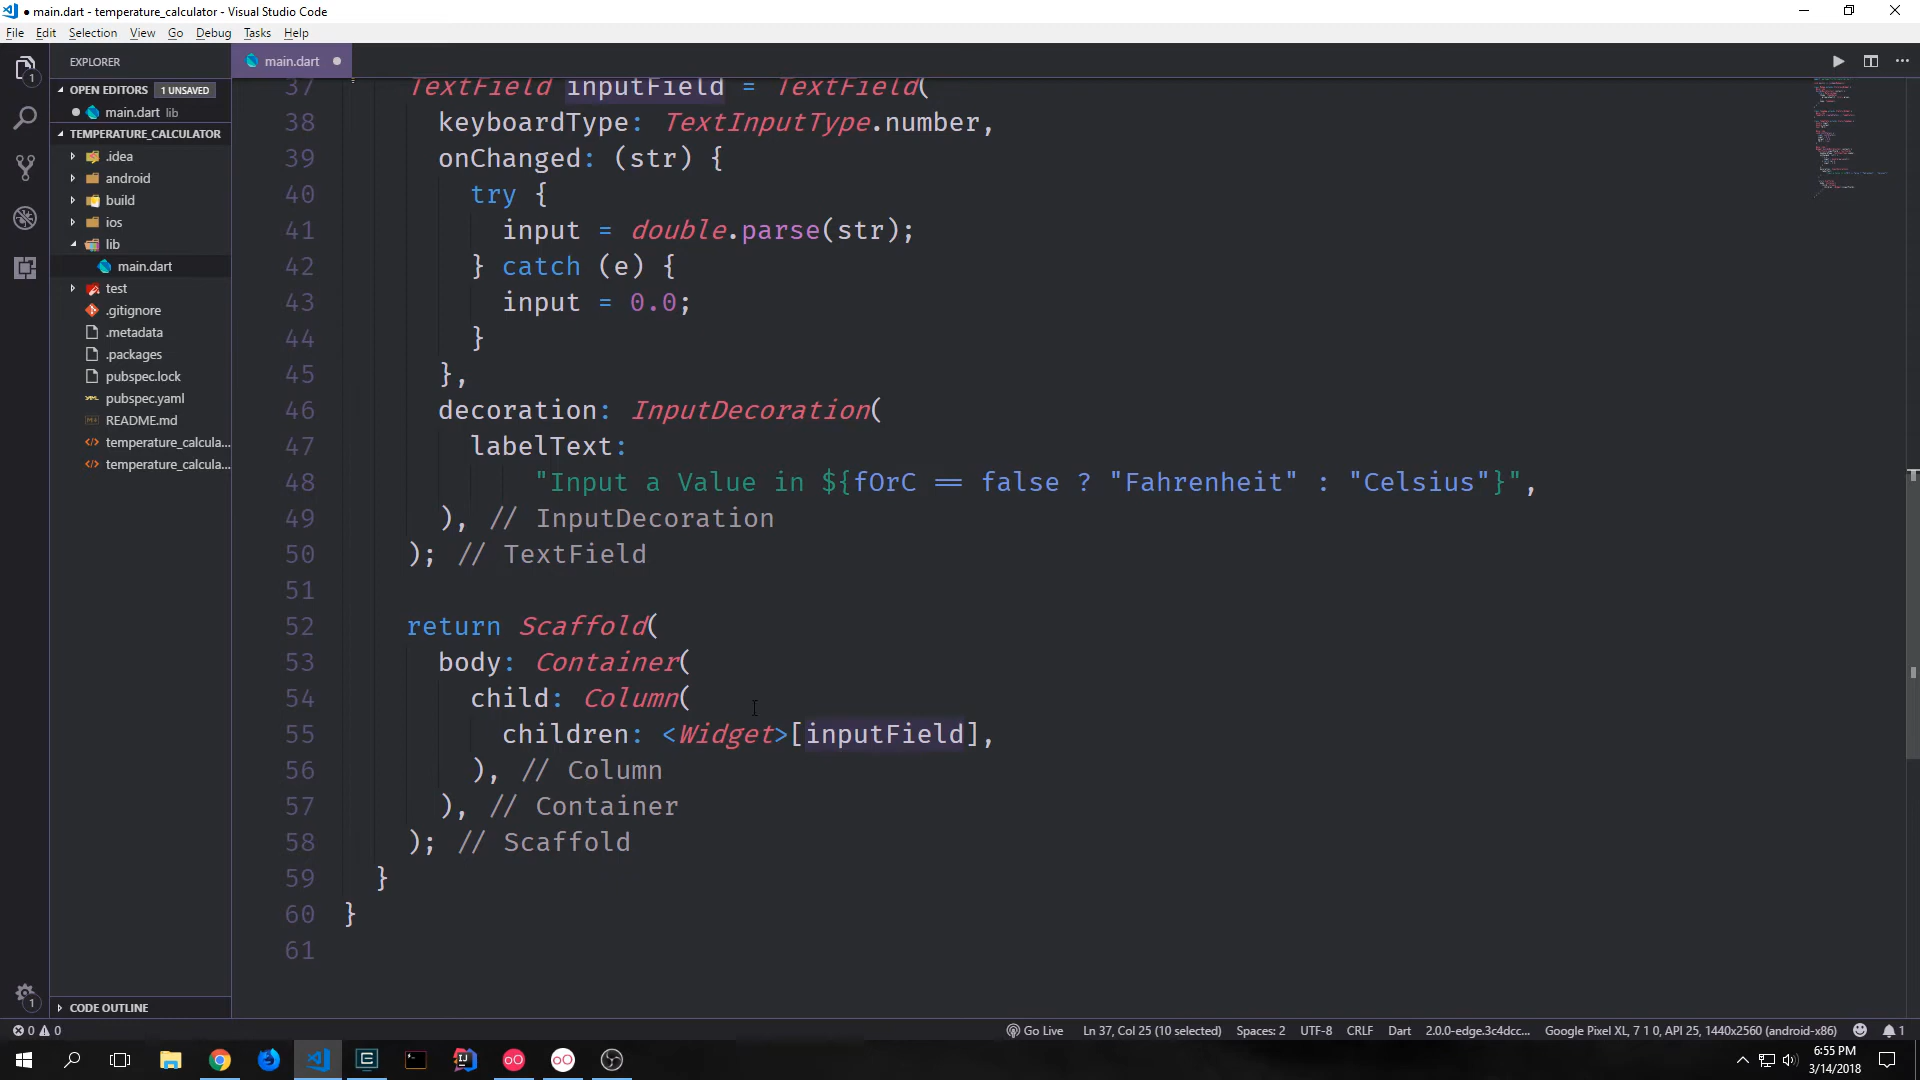 ● main.dart - temperature_calculator - Visual Studio Code
File Edit Selection View Go Debug Tasks Help
EXPLORER
OPEN EDITORS 1 UNSAVED
● main.dart lib
TEMPERATURE_CALCULATOR
.idea
android
build
ios
lib
main.dart
test
.gitignore
.metadata
.packages
pubspec.lock
pubspec.yaml
README.md
temperature_calcula...
temperature_calcula...
CODE OUTLINE
1
1
main.dart ●
37 TextField inputField = TextField(
38 keyboardType: TextInputType.number,
39 onChanged: (str) {
40 try {
41 input = double.parse(str);
42 } catch (e) {
43 input = 0.0;
44 }
45 },
46 decoration: InputDecoration(
47 labelText:
48 "Input a Value in ${fOrC == false ? "Fahrenheit" : "Celsius"}",
49 ), // InputDecoration
50 ); // TextField
51
52 return Scaffold(
53 body: Container(
54 child: Column(
55 children: <Widget>[inputField],
56 ), // Column
57 ), // Container
58 ); // Scaffold
59 }
60 }
61
0 0 Go Live Ln 37, Col 25 (10 selected) Spaces: 2 UTF-8 CRLF Dart 2.0.0-edge.3c4dcc... Google Pixel XL, 7 1 0, API 25, 1440x2560 (android-x86) 1
6:55 PM
3/14/2018